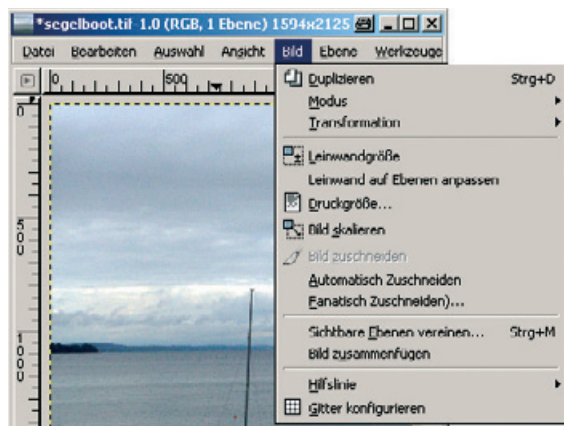 *segelboot.tif-1.0 (RGB, 1 Ebene) 1594x2125
Datei Bearbeiten Auswahl Ansicht Bild Ebene Werkzeuge
0 500
0
500
1000
Duplizieren Strg+D
Modus
Transformation
Leinwandgröße
Leinwand auf Ebenen anpassen
Druckgröße...
Bild skalieren
Bild zuschneiden
Automatisch Zuschneiden
Fanatisch Zuschneiden)...
Sichtbare Ebenen vereinen... Strg+M
Bild zusammenfügen
Hilfslinie
Gitter konfigurieren